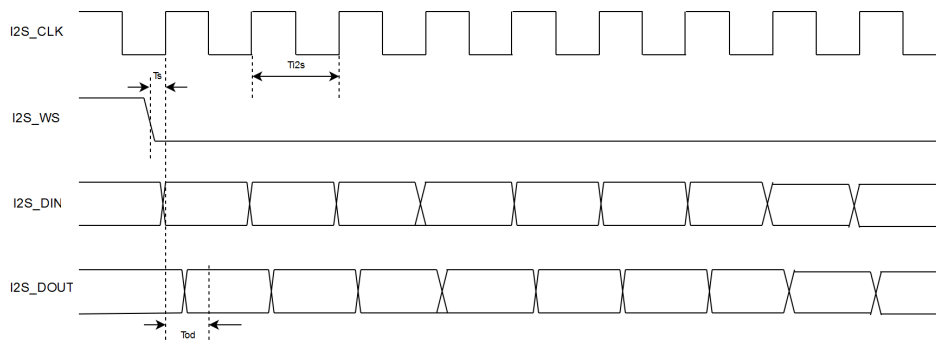 I2S_CLK
Ts
Ti2s
I2S_WS
I2S_DIN
I2S_DOUT
Tod